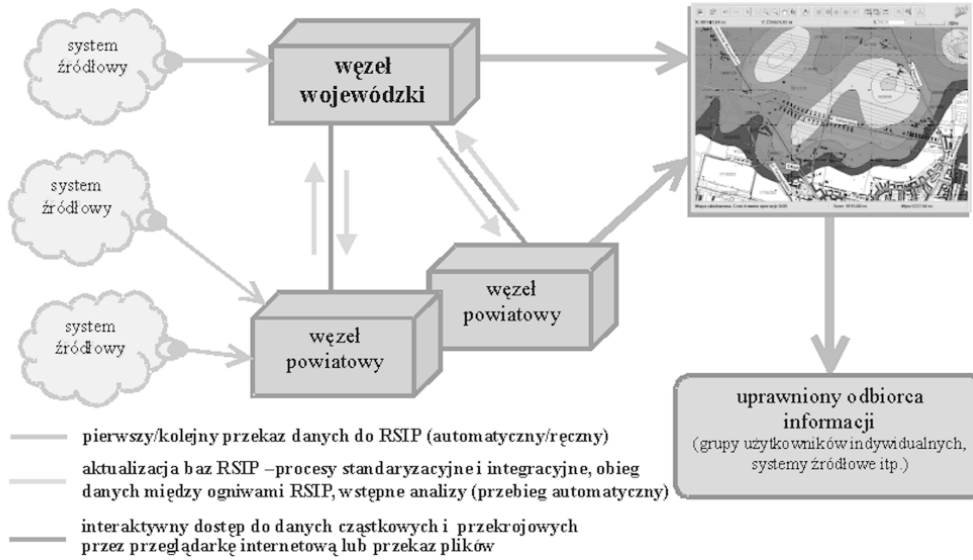 system
źródłowy
węzeł
wojewódzki
system
źródłowy
system
źródłowy
węzeł
powiatowy
węzeł
powiatowy
uprawniony odbiorca
informacji
(grupy użytkowników indywidualnych,
systemy źródłowe itp.)
pierwszy/kolejny przekaz danych do RSIP (automatyczny/ręczny)
aktualizacja baz RSIP –procesy standaryzacyjne i integracyjne, obieg
danych między ogniwami RSIP, wstępne analizy (przebieg automatyczny)
interaktywny dostęp do danych cząstkowych i przekrojowych
przez przeglądarkę internetową lub przekaz plików